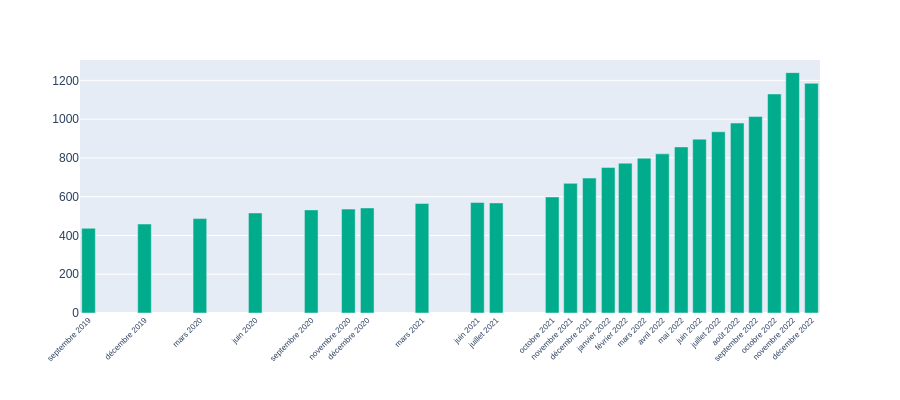 1200
1000
800
600
400
200
0
septembre 2019
décembre 2019
mars 2020
juin 2020
septembre 2020
novembre 2020
décembre 2020
mars 2021
juin 2021
juillet 2021
octobre 2021
novembre 2021
décembre 2021
janvier 2022
février 2022
mars 2022
avril 2022
mai 2022
juin 2022
juillet 2022
août 2022
septembre 2022
octobre 2022
novembre 2022
décembre 2022